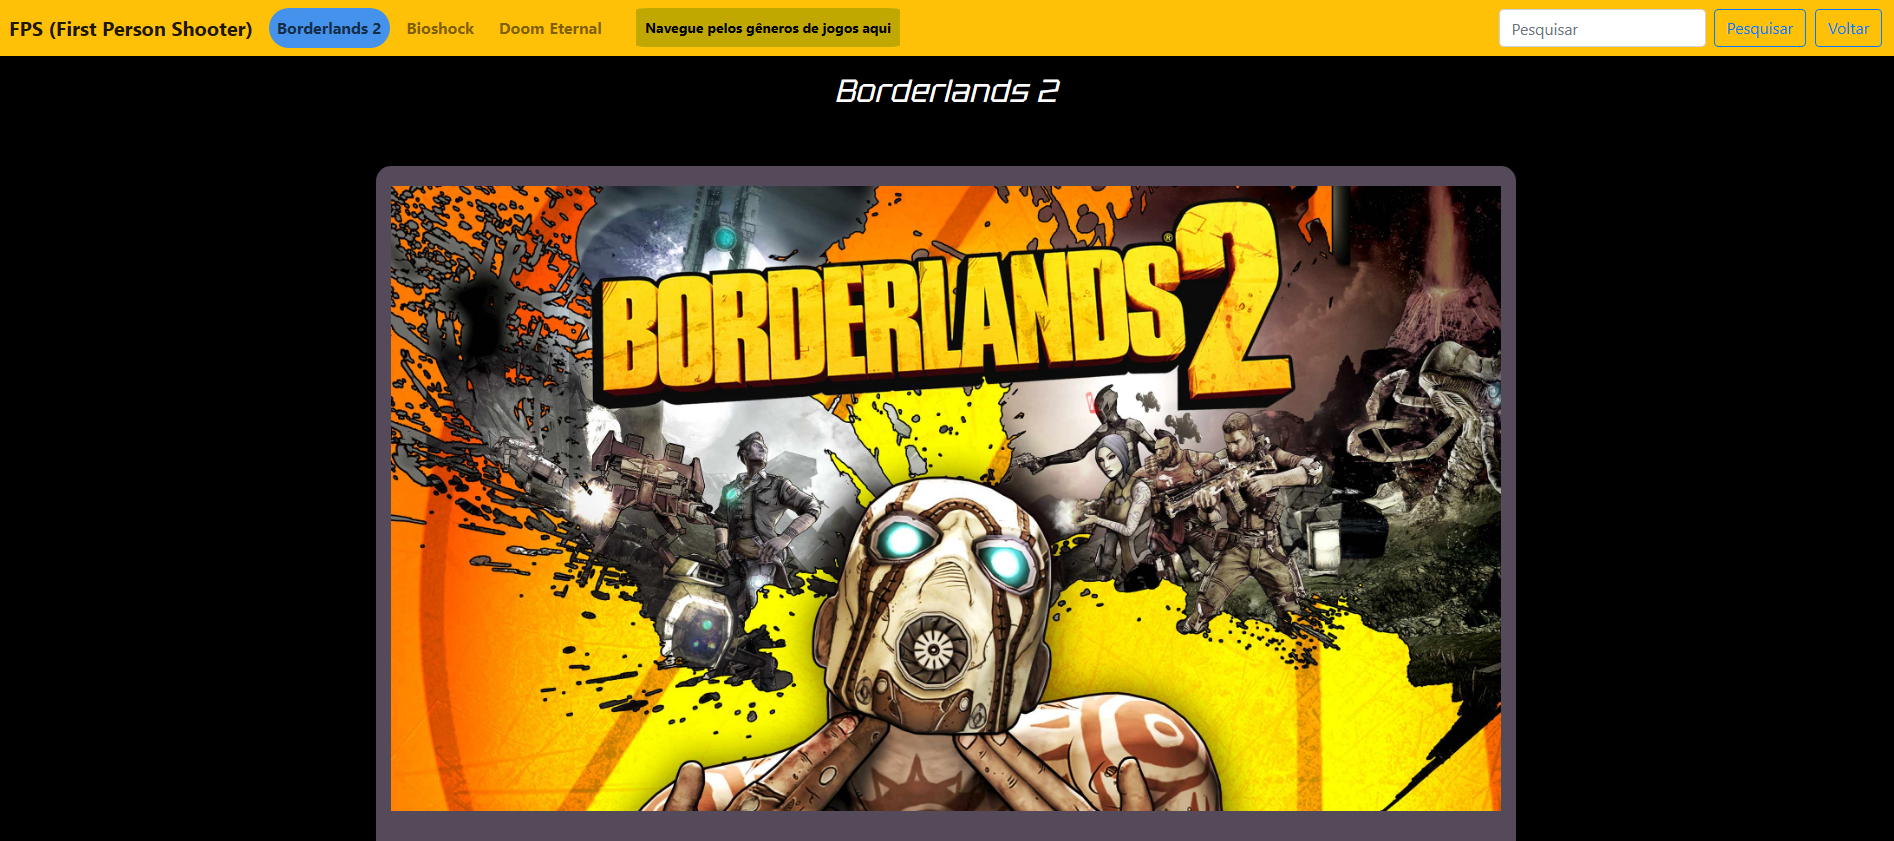 FPS (First Person Shooter) Borderlands 2 Bioshock Doom Eternal Navegue pelos gêneros de jogos aqui Pesquisar Pesquisar Voltar
Borderlands 2
BORDERLANDS 2 ®